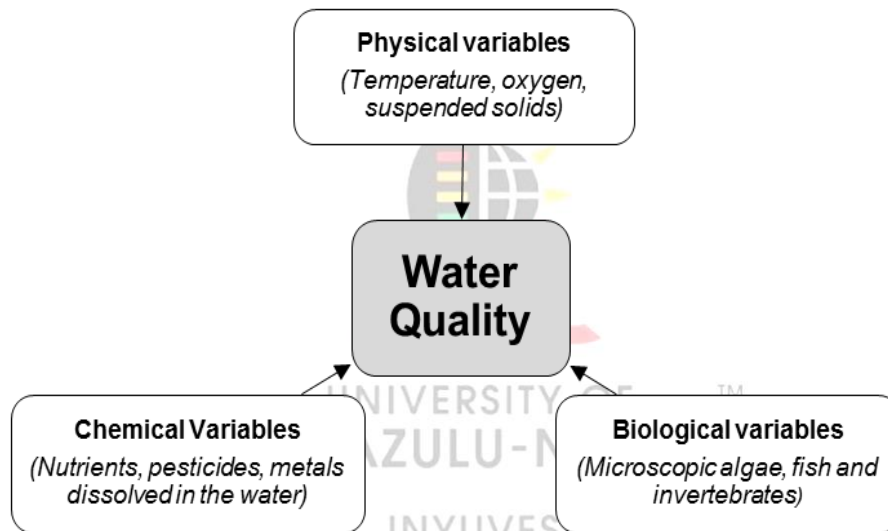 Physical variables
(Temperature, oxygen,
suspended solids)
Water
Quality
UNIVERSITY OF
TM
Chemical Variables
(Nutrients, pesticides, metals
dissolved in the water)
Biological variables
(Microscopic algae, fish and
invertebrates)
AZULU-N
INYUVES